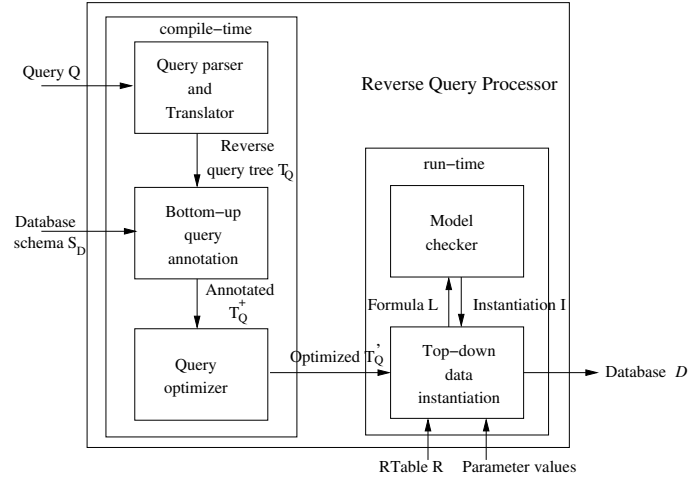 compile-time
Query parser
and
Translator
Query Q
Reverse Query Processor
Reverse
query tree T_Q
run-time
Database
schema S_D
Bottom-up
query
annotation
Model
checker
Annotated
T_Q^+
Formula L
Instantiation I
Query
optimizer
Optimized T_Q'
Top-down
data
instantiation
Database D
RTable R
Parameter values